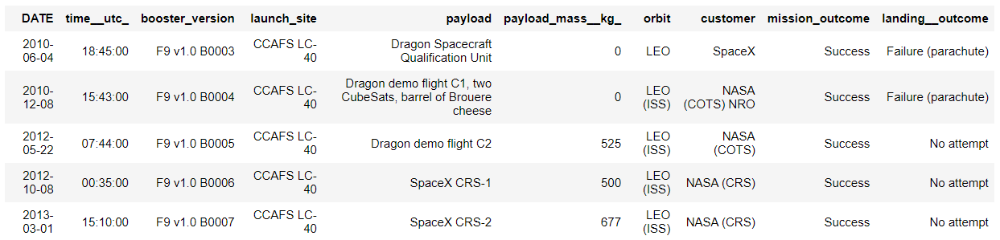 DATE time__utc_ booster_version launch_site payload payload_mass__kg_ orbit customer mission_outcome landing__outcome
2010-
06-04 18:45:00 F9 v1.0 B0003 CCAFS LC-
40 Dragon Spacecraft
Qualification Unit 0 LEO SpaceX Success Failure (parachute)
2010-
12-08 15:43:00 F9 v1.0 B0004 CCAFS LC-
40 Dragon demo flight C1, two
CubeSats, barrel of Brouere
cheese 0 LEO
(ISS) NASA
(COTS) NRO Success Failure (parachute)
2012-
05-22 07:44:00 F9 v1.0 B0005 CCAFS LC-
40 Dragon demo flight C2 525 LEO
(ISS) NASA
(COTS) Success No attempt
2012-
10-08 00:35:00 F9 v1.0 B0006 CCAFS LC-
40 SpaceX CRS-1 500 LEO
(ISS) NASA (CRS) Success No attempt
2013-
03-01 15:10:00 F9 v1.0 B0007 CCAFS LC-
40 SpaceX CRS-2 677 LEO
(ISS) NASA (CRS) Success No attempt